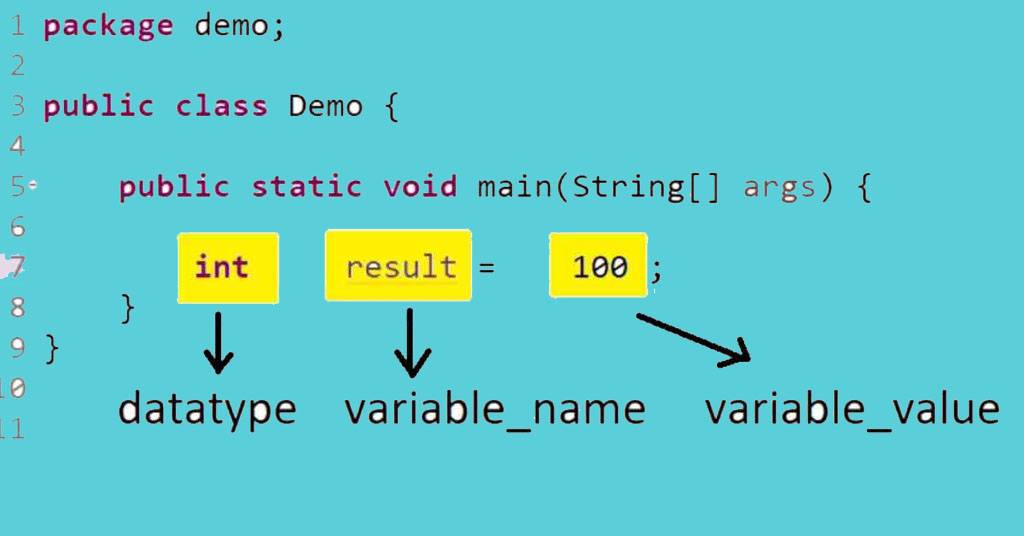 1 package demo;
2
3 public class Demo {
4
5 public static void main(String[] args) {
6
7 int result = 100 ;
8 }
9 }
10
11
datatype variable_name variable_value